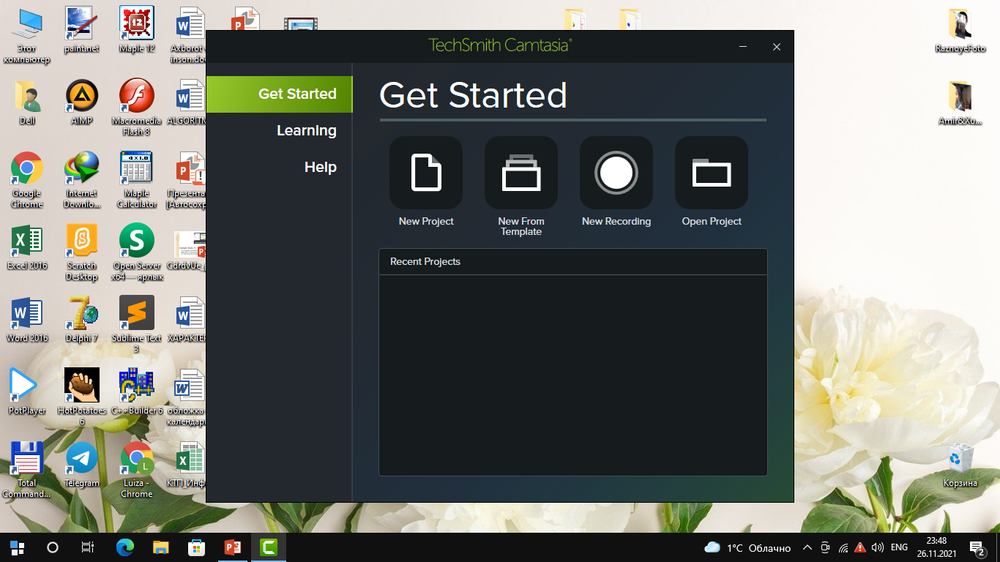 TechSmith Camtasia®
Get Started
Learning
Help
Get Started
New Project
New From
Template
New Recording
Open Project
Recent Projects
Этот
компьютер
paint.net
Maple 12
Axborot
inson.do
Dell
AIMP
Macromedia
Flash 8
ALGORITM
Google
Chrome
Internet
Downlo...
Maple
Calculator
Презента
[Автосохр
Excel 2016
Scratch
Desktop
Open Server
x64 — ярлык
CdrdvUe_
Word 2016
Delphi 7
Sublime Text
3
ХАРАКТЕР
PotPlayer
HotPotatoes
6
C++Builder 6
обложка
календар
Total
Command...
Telegram
Luiza -
Chrome
КТП_Инф
RaznoyeFoto
Amir&Xu...
Корзина
1°C Облачно
ENG
23:48
26.11.2021
2